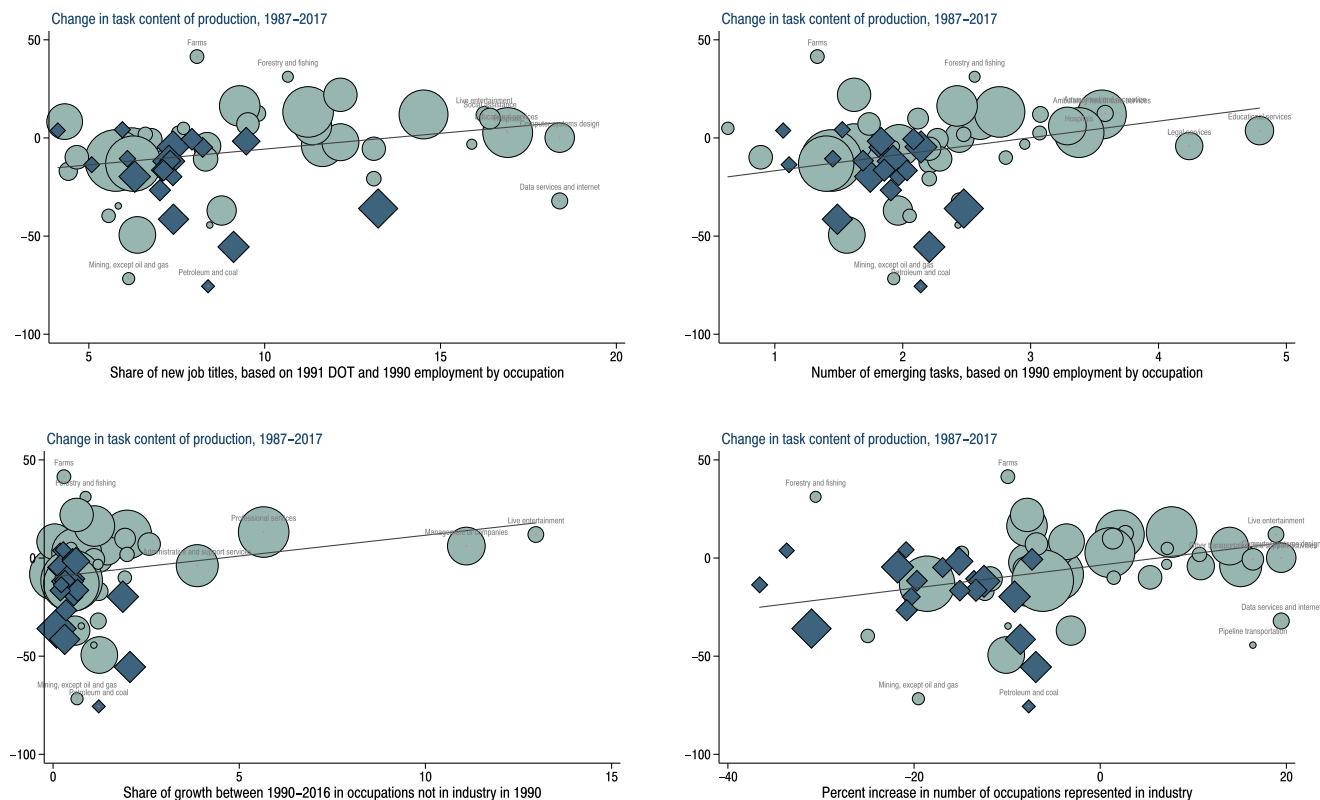 Change in task content of production, 1987–2017
50
0
−50
−100
Farms
Forestry and fishing
Live entertainment
Computer systems design
Data services and internet
Mining, except oil and gas
Petroleum and coal
5
10
15
20
Share of new job titles, based on 1991 DOT and 1990 employment by occupation
Change in task content of production, 1987–2017
50
0
−50
−100
Farms
Forestry and fishing
Hospitals
Legal services
Educational services
Mining, except oil and gas
Petroleum and coal
1
2
3
4
5
Number of emerging tasks, based on 1990 employment by occupation
Change in task content of production, 1987–2017
50
0
−50
−100
Farms
Forestry and fishing
Professional services
Management of companies
Live entertainment
Administrative and support services
Mining, except oil and gas
Petroleum and coal
0
5
10
15
Share of growth between 1990–2016 in occupations not in industry in 1990
Change in task content of production, 1987–2017
50
0
−50
−100
Farms
Forestry and fishing
Live entertainment
Data services and internet
Pipeline transportation
Mining, except oil and gas
Petroleum and coal
−40
−20
0
20
Percent increase in number of occupations represented in industry